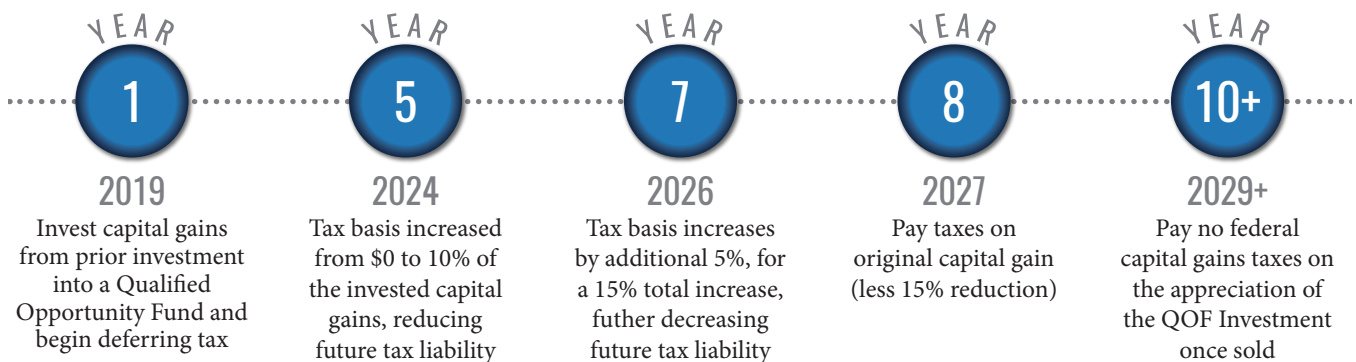 YEAR
1
2019
Invest capital gains
from prior investment
into a Qualified
Opportunity Fund and
begin deferring tax
YEAR
5
2024
Tax basis increased
from $0 to 10% of
the invested capital
gains, reducing
future tax liability
YEAR
7
2026
Tax basis increases
by additional 5%, for
a 15% total increase,
futher decreasing
future tax liability
YEAR
8
2027
Pay taxes on
original capital gain
(less 15% reduction)
YEAR
10+
2029+
Pay no federal
capital gains taxes on
the appreciation of
the QOF Investment
once sold